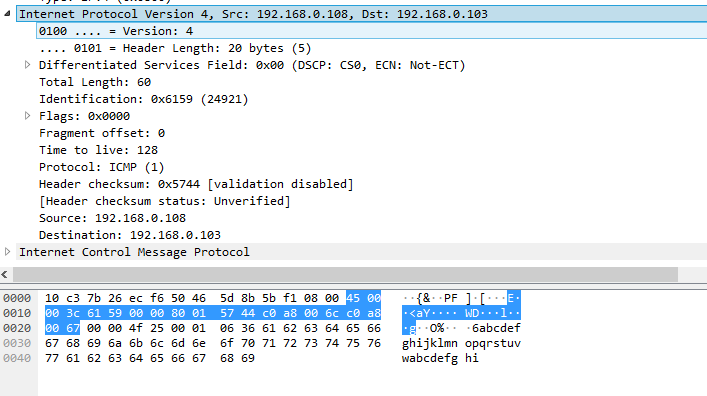 Internet Protocol Version 4, Src: 192.168.0.108, Dst: 192.168.0.103
0100 .... = Version: 4
.... 0101 = Header Length: 20 bytes (5)
Differentiated Services Field: 0x00 (DSCP: CS0, ECN: Not-ECT)
Total Length: 60
Identification: 0x6159 (24921)
Flags: 0x0000
Fragment offset: 0
Time to live: 128
Protocol: ICMP (1)
Header checksum: 0x5744 [validation disabled]
[Header checksum status: Unverified]
Source: 192.168.0.108
Destination: 192.168.0.103
Internet Control Message Protocol
0000 10 c3 7b 26 ec f6 50 46 5d 8b 5b f1 08 00 45 00 ··{&··PF ]·[···E·
0010 00 3c 61 59 00 00 80 01 57 44 c0 a8 00 6c c0 a8 ·<aY···· WD···l··
0020 00 67 00 00 4f 25 00 01 06 36 61 62 63 64 65 66 ·g··O%·· ·6abcdef
0030 67 68 69 6a 6b 6c 6d 6e 6f 70 71 72 73 74 75 76 ghijklmn opqrstuv
0040 77 61 62 63 64 65 66 67 68 69 wabcdefg hi